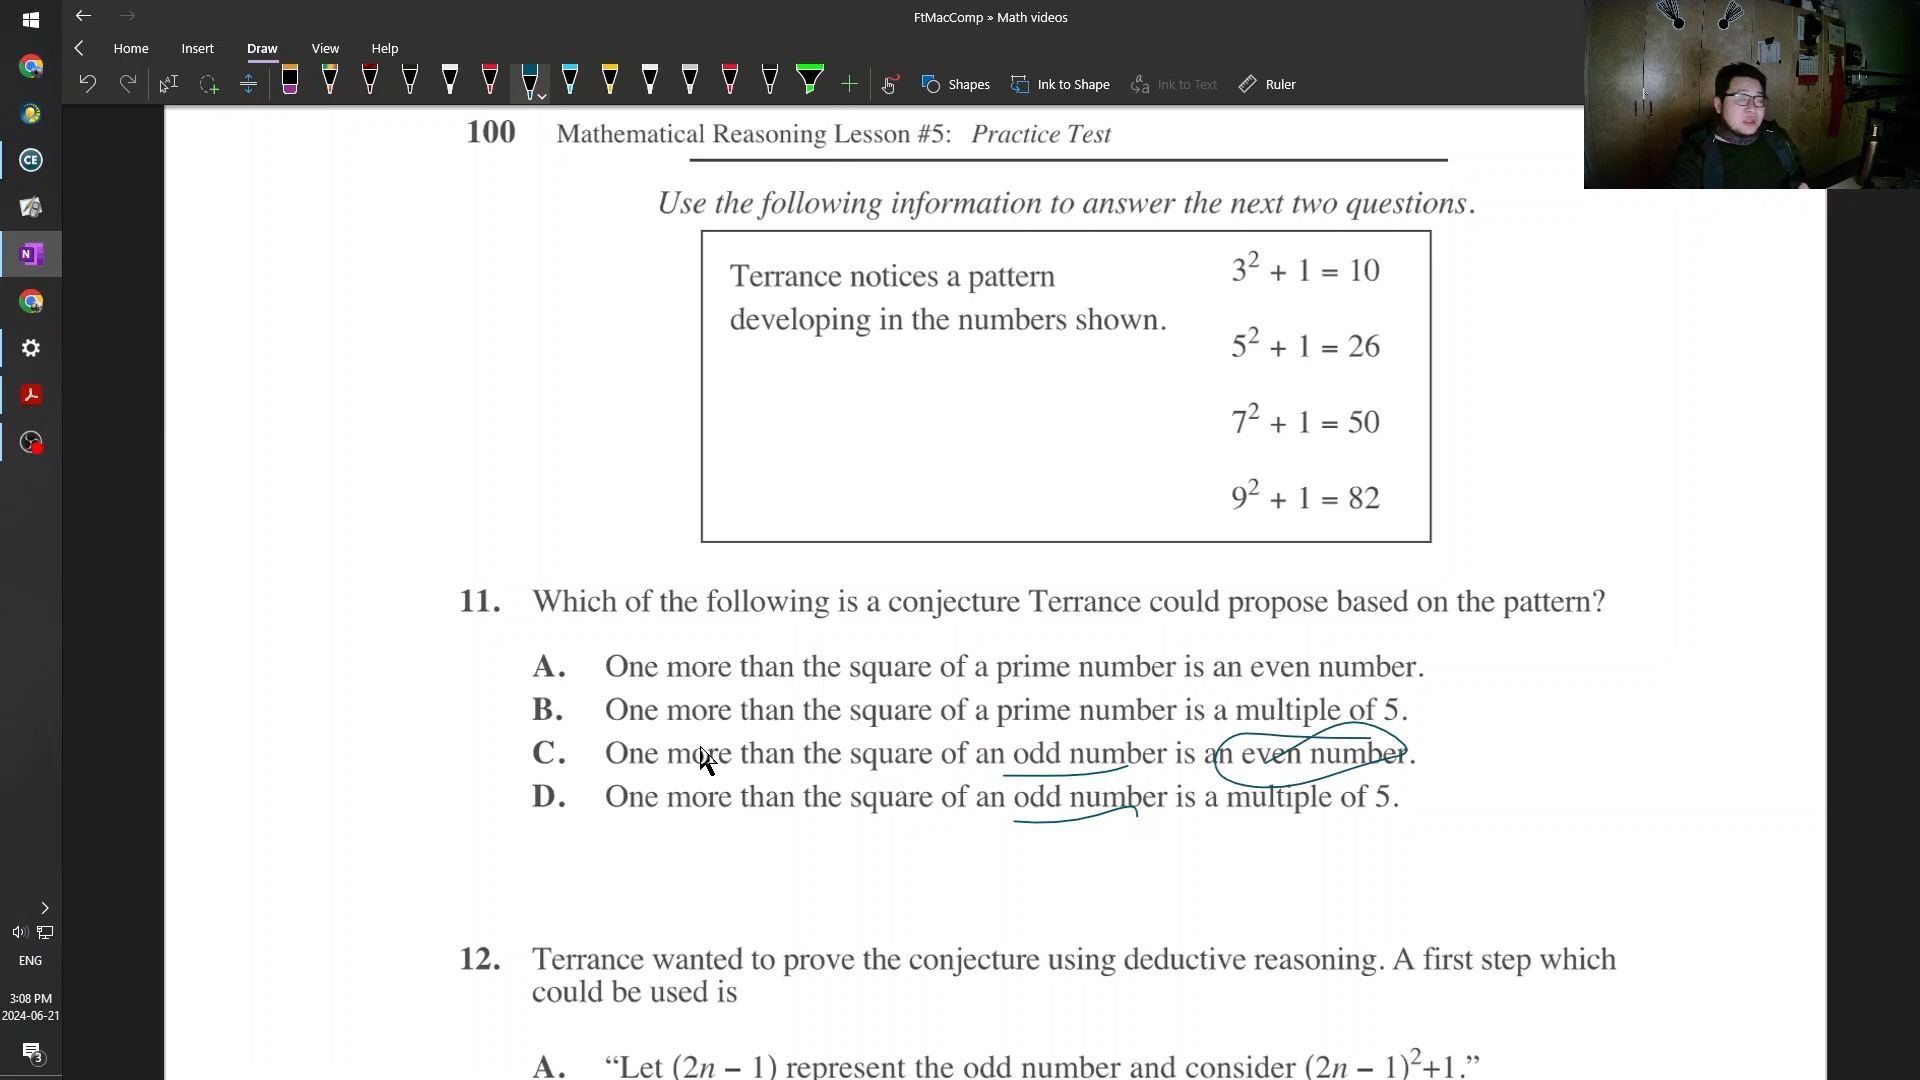 FtMacComp » Math videos
Home Insert Draw View Help
Shapes Ink to Shape Ink to Text Ruler
100 Mathematical Reasoning Lesson #5: Practice Test
Use the following information to answer the next two questions.
Terrance notices a pattern
developing in the numbers shown.
3² + 1 = 10
5² + 1 = 26
7² + 1 = 50
9² + 1 = 82
11. Which of the following is a conjecture Terrance could propose based on the pattern?
A. One more than the square of a prime number is an even number.
B. One more than the square of a prime number is a multiple of 5.
C. One more than the square of an odd number is an even number.
D. One more than the square of an odd number is a multiple of 5.
12. Terrance wanted to prove the conjecture using deductive reasoning. A first step which
could be used is
A. “Let (2n – 1) represent the odd number and consider (2n – 1)²+1.”
CE
N
ENG
3:08 PM
2024-06-21
3